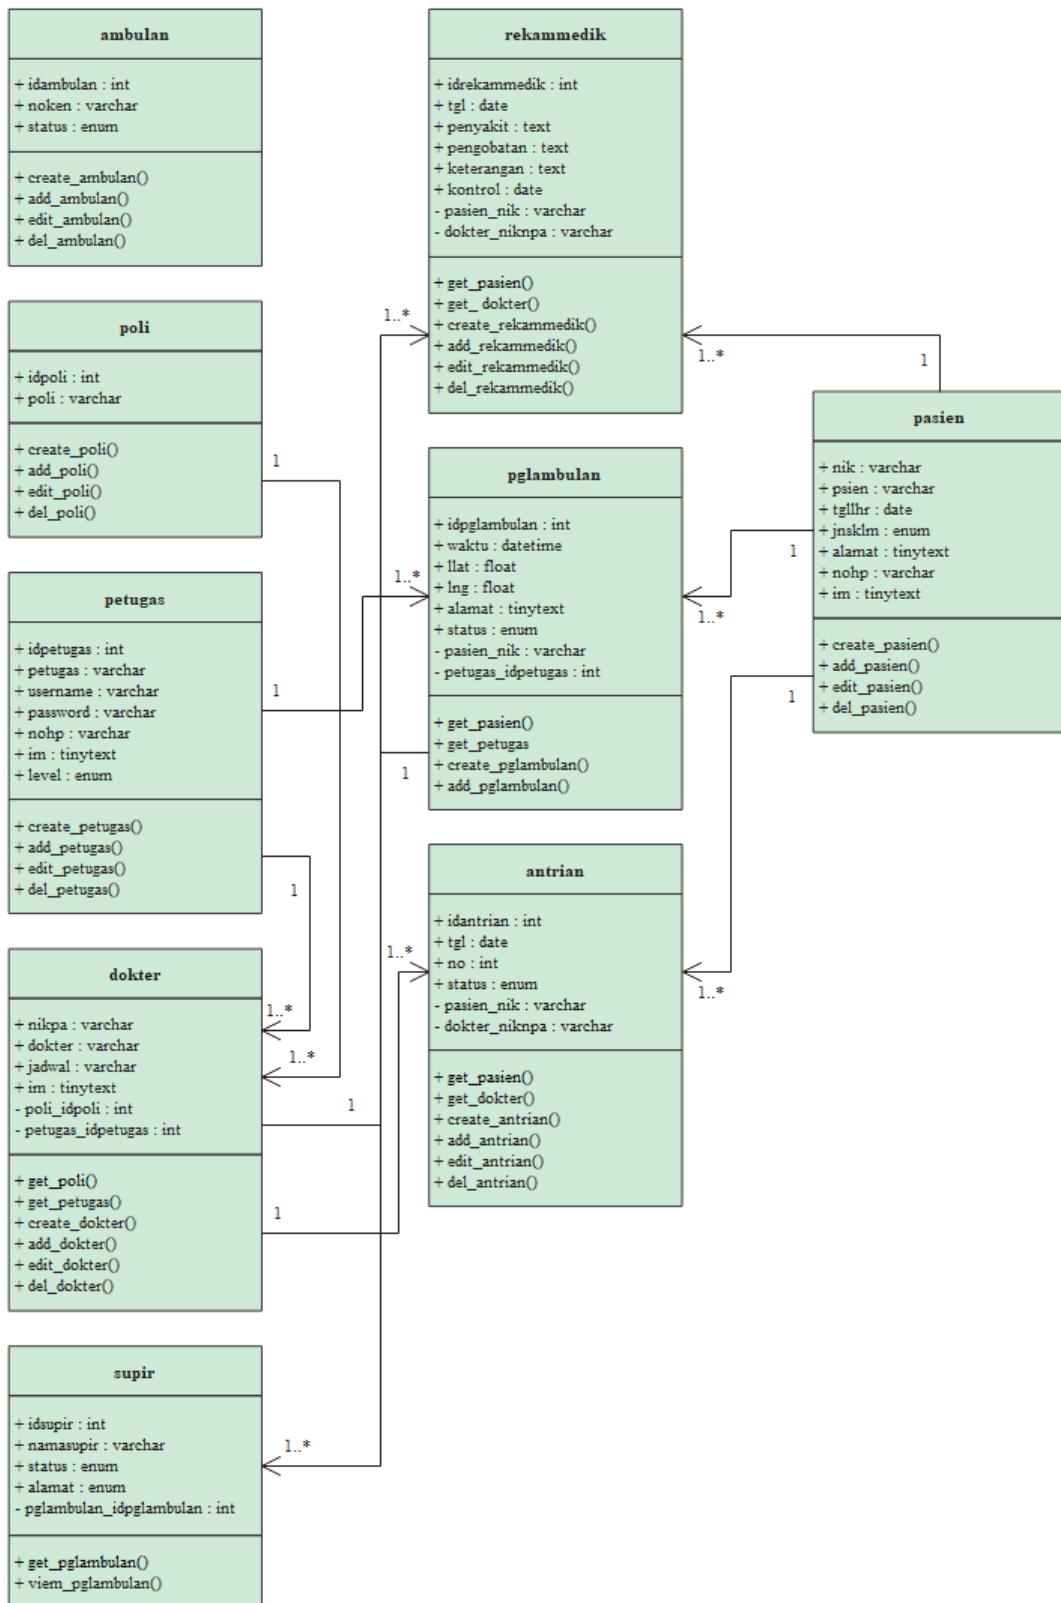 ambulan
+ idambulan : int
+ noken : varchar
+ status : enum
+ create_ambulan()
+ add_ambulan()
+ edit_ambulan()
+ del_ambulan()
poli
+ idpoli : int
+ poli : varchar
+ create_poli()
+ add_poli()
+ edit_poli()
+ del_poli()
1
petugas
+ idpetugas : int
+ petugas : varchar
+ username : varchar
+ password : varchar
+ nohp : varchar
+ im : tinytext
+ level : enum
+ create_petugas()
+ add_petugas()
+ edit_petugas()
+ del_petugas()
1
1
dokter
+ nikpa : varchar
+ dokter : varchar
+ jadwal : varchar
+ im : tinytext
- poli_idpoli : int
- petugas_idpetugas : int
+ get_poli()
+ get_petugas()
+ create_dokter()
+ add_dokter()
+ edit_dokter()
+ del_dokter()
1..*
1..*
1
1
supir
+ idsupir : int
+ namasupir : varchar
+ status : enum
+ alamat : enum
- pglambulan_idpglambulan : int
+ get_pglambulan()
+ viem_pglambulan()
1..*
rekammedik
+ idrekammedik : int
+ tgl : date
+ penyakit : text
+ pengobatan : text
+ keterangan : text
+ kontrol : date
- pasien_nik : varchar
- dokter_niknpa : varchar
+ get_pasien()
+ get_ dokter()
+ create_rekammedik()
+ add_rekammedik()
+ edit_rekammedik()
+ del_rekammedik()
1..*
1..*
pglambulan
+ idpglambulan : int
+ waktu : datetime
+ llat : float
+ lng : float
+ alamat : tinytext
+ status : enum
- pasien_nik : varchar
- petugas_idpetugas : int
+ get_pasien()
+ get_petugas
+ create_pglambulan()
+ add_pglambulan()
1..*
1..*
1
antrian
+ idantrian : int
+ tgl : date
+ no : int
+ status : enum
- pasien_nik : varchar
- dokter_niknpa : varchar
+ get_pasien()
+ get_dokter()
+ create_antrian()
+ add_antrian()
+ edit_antrian()
+ del_antrian()
1..*
1..*
pasien
+ nik : varchar
+ psien : varchar
+ tgllhr : date
+ jnsklm : enum
+ alamat : tinytext
+ nohp : varchar
+ im : tinytext
+ create_pasien()
+ add_pasien()
+ edit_pasien()
+ del_pasien()
1
1
1